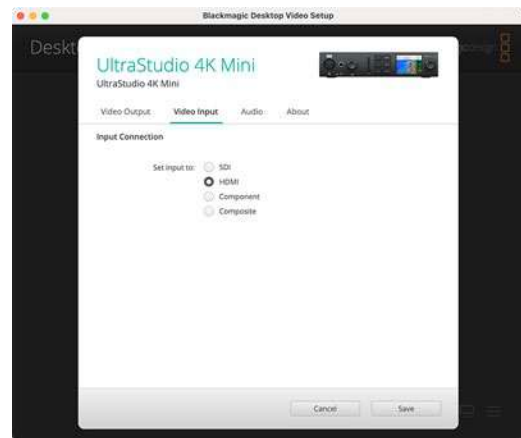 Blackmagic Desktop Video Setup
Deskt
UltraStudio 4K Mini
UltraStudio 4K Mini
Video Output Video Input Audio About
Input Connection
Set input to: SDI
HDMI
Component
Composite
Cancel Save